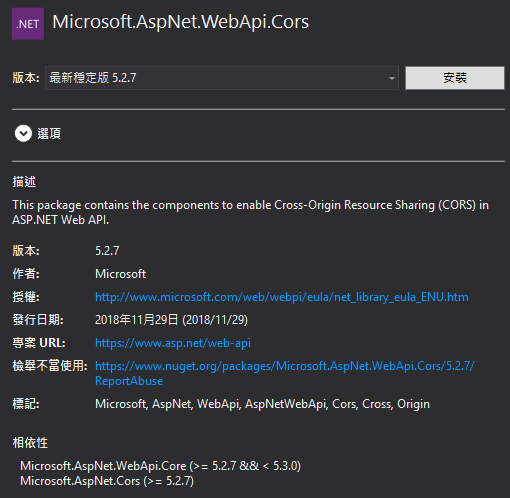 .NET Microsoft.AspNet.WebApi.Cors
版本: 最新穩定版 5.2.7 安裝
選項
描述
This package contains the components to enable Cross-Origin Resource Sharing (CORS) in
ASP.NET Web API.
版本: 5.2.7
作者: Microsoft
授權: http://www.microsoft.com/web/webpi/eula/net_library_eula_ENU.htm
發行日期: 2018年11月29日 (2018/11/29)
專案 URL: https://www.asp.net/web-api
檢舉不當使用: https://www.nuget.org/packages/Microsoft.AspNet.WebApi.Cors/5.2.7/
ReportAbuse
標記: Microsoft, AspNet, WebApi, AspNetWebApi, Cors, Cross, Origin
相依性
Microsoft.AspNet.WebApi.Core (>= 5.2.7 && < 5.3.0)
Microsoft.AspNet.Cors (>= 5.2.7)